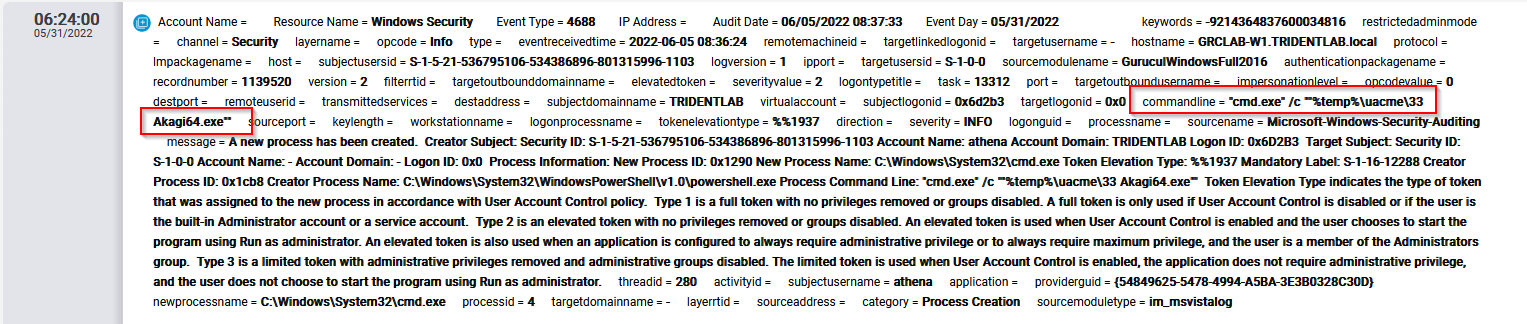 06:24:00
05/31/2022
Account Name = Resource Name = Windows Security Event Type = 4688 IP Address = Audit Date = 06/05/2022 08:37:33 Event Day = 05/31/2022 keywords = -9214364837600034816 restrictedadminmode
= channel = Security layername = opcode = Info type = eventreceivedtime = 2022-06-05 08:36:24 remotemachineid = targetlinkedlogonid = targetusername = - hostname = GRCLAB-W1.TRIDENTLAB.local protocol =
lmpackagename = host = subjectusersid = S-1-5-21-536795106-534386896-801315996-1103 logversion = 1 ipport = targetusersid = S-1-0-0 sourcemodulename = GuruculWindowsFull2016 authenticationpackagename =
recordnumber = 1139520 version = 2 filterrtid = targetoutbounddomainname = elevatedtoken = severityvalue = 2 logontypetitle = task = 13312 port = targetoutboundusername = impersonationlevel = opcodevalue = 0
destport = remoteuserid = transmittedservices = destaddress = subjectdomainname = TRIDENTLAB virtualaccount = subjectlogonid = 0x6d2b3 targetlogonid = 0x0 commandline = "cmd.exe" /c ""%temp%\uacme\33
Akagi64.exe"" sourceport = keylength = workstationname = logonprocessname = tokenelevationtype = %%1937 direction = severity = INFO logonguid = processname = sourcename = Microsoft-Windows-Security-Auditing
message = A new process has been created. Creator Subject: Security ID: S-1-5-21-536795106-534386896-801315996-1103 Account Name: athena Account Domain: TRIDENTLAB Logon ID: 0x6D2B3 Target Subject: Security ID:
S-1-0-0 Account Name: - Account Domain: - Logon ID: 0x0 Process Information: New Process ID: 0x1290 New Process Name: C:\Windows\System32\cmd.exe Token Elevation Type: %%1937 Mandatory Label: S-1-16-12288 Creator
Process ID: 0x1cb8 Creator Process Name: C:\Windows\System32\WindowsPowerShell\v1.0\powershell.exe Process Command Line: "cmd.exe" /c ""%temp%\uacme\33 Akagi64.exe"" Token Elevation Type indicates the type of token
that was assigned to the new process in accordance with User Account Control policy. Type 1 is a full token with no privileges removed or groups disabled. A full token is only used if User Account Control is disabled or if the user is
the built-in Administrator account or a service account. Type 2 is an elevated token with no privileges removed or groups disabled. An elevated token is used when User Account Control is enabled and the user chooses to start the
program using Run as administrator. An elevated token is also used when an application is configured to always require administrative privilege or to always require maximum privilege, and the user is a member of the Administrators
group. Type 3 is a limited token with administrative privileges removed and administrative groups disabled. The limited token is used when User Account Control is enabled, the application does not require administrative privilege,
and the user does not choose to start the program using Run as administrator. threadid = 280 activityid = subjectusername = athena application = providerguid = {54849625-5478-4994-A5BA-3E3B0328C30D}
newprocessname = C:\Windows\System32\cmd.exe processid = 4 targetdomainname = - layerrtid = sourceaddress = category = Process Creation sourcemoduletype = im_msvistalog